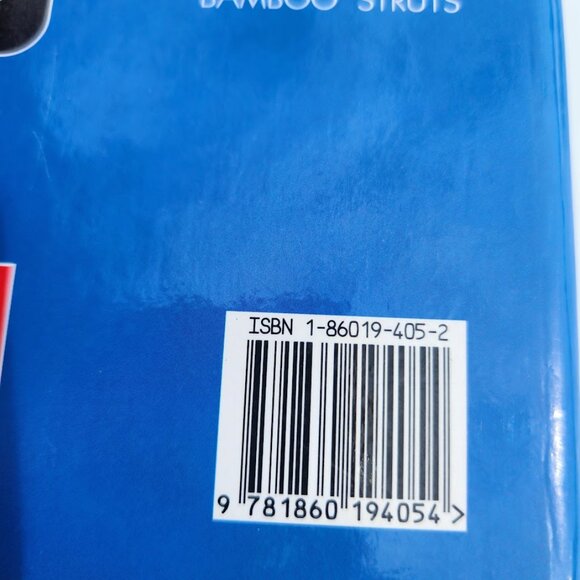 BAMBOO STRUTS
ISBN 1-86019-405-2
9 781860 194054 >